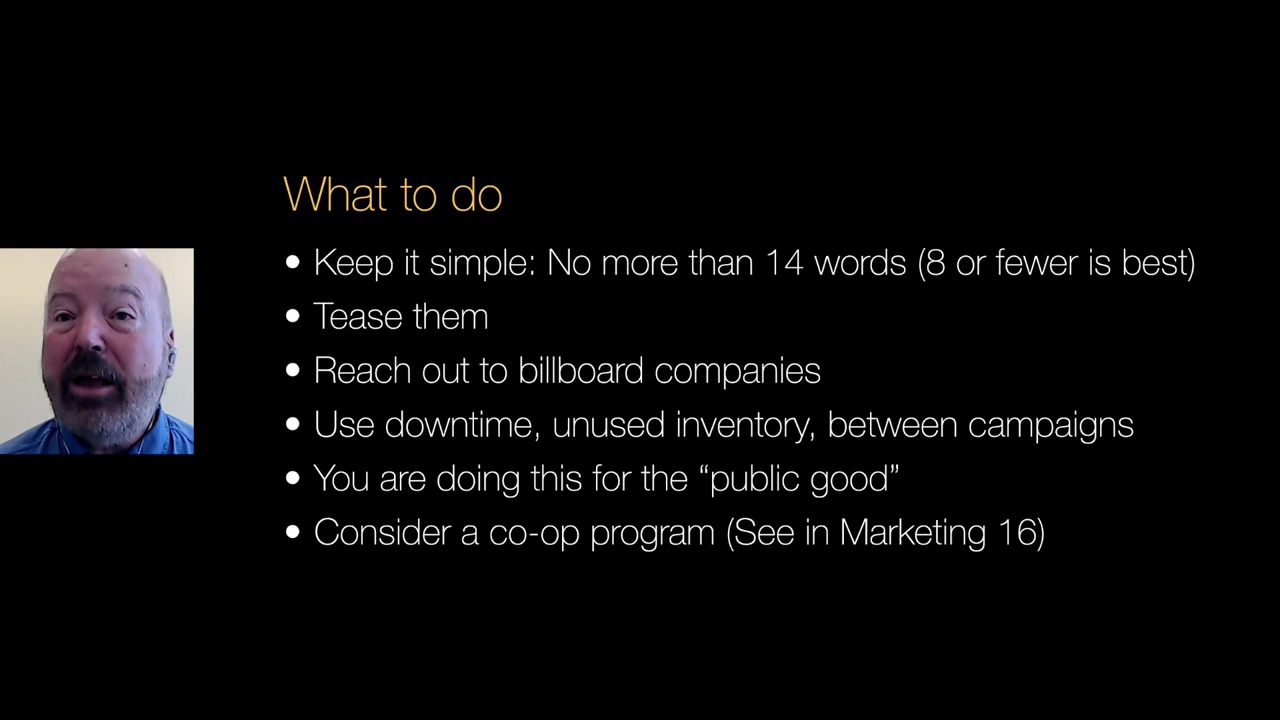 What to do
• Keep it simple: No more than 14 words (8 or fewer is best)
• Tease them
• Reach out to billboard companies
• Use downtime, unused inventory, between campaigns
• You are doing this for the “public good”
• Consider a co-op program (See in Marketing 16)